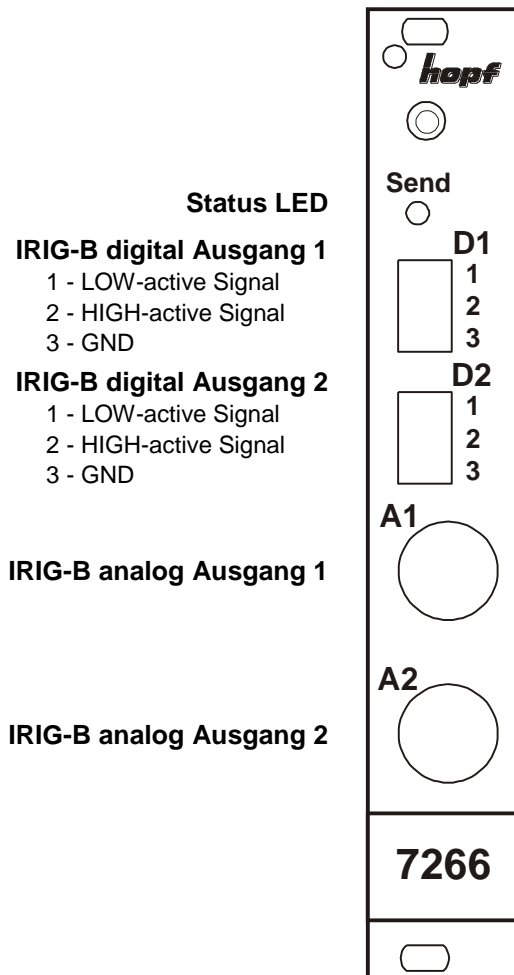 hopf
Send
Status LED
IRIG-B digital Ausgang 1
1 - LOW-active Signal
2 - HIGH-active Signal
3 - GND
D1
1
2
3
IRIG-B digital Ausgang 2
1 - LOW-active Signal
2 - HIGH-active Signal
3 - GND
D2
1
2
3
A1
IRIG-B analog Ausgang 1
A2
IRIG-B analog Ausgang 2
7266